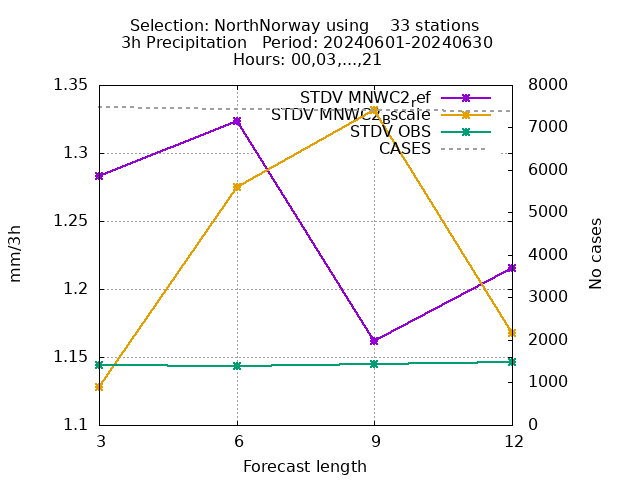 Selection: NorthNorway using    33 stations
3h Precipitation   Period: 20240601-20240630
Hours: 00,03,...,21
STDV MNWC2_ref
STDV MNWC2_pscale
STDV OBS
CASES
1.35
1.3
1.25
1.2
1.15
1.1
8000
7000
6000
5000
4000
3000
2000
1000
0
mm/3h
No cases
3 6 9 12
Forecast length